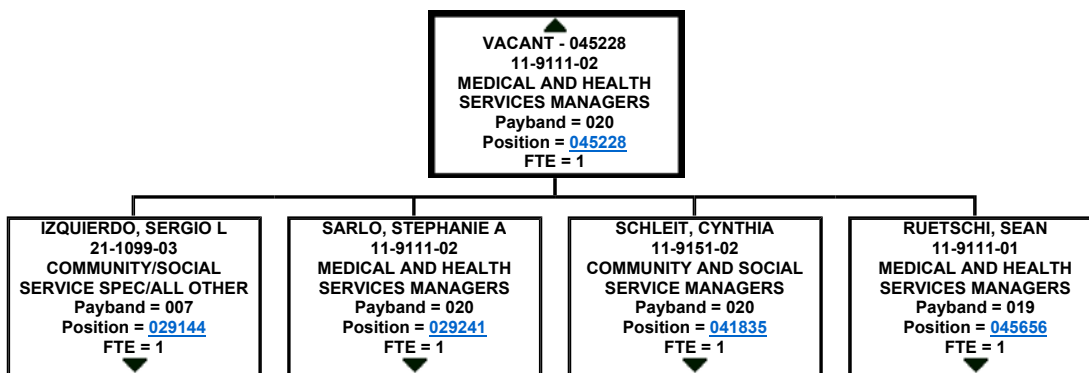 VACANT - 045228
11-9111-02
MEDICAL AND HEALTH
SERVICES MANAGERS
Payband = 020
Position = 045228
FTE = 1
IZQUIERDO, SERGIO L
21-1099-03
COMMUNITY/SOCIAL
SERVICE SPEC/ALL OTHER
Payband = 007
Position = 029144
FTE = 1
SARLO, STEPHANIE A
11-9111-02
MEDICAL AND HEALTH
SERVICES MANAGERS
Payband = 020
Position = 029241
FTE = 1
SCHLEIT, CYNTHIA
11-9151-02
COMMUNITY AND SOCIAL
SERVICE MANAGERS
Payband = 020
Position = 041835
FTE = 1
RUETSCHI, SEAN
11-9111-01
MEDICAL AND HEALTH
SERVICES MANAGERS
Payband = 019
Position = 045656
FTE = 1